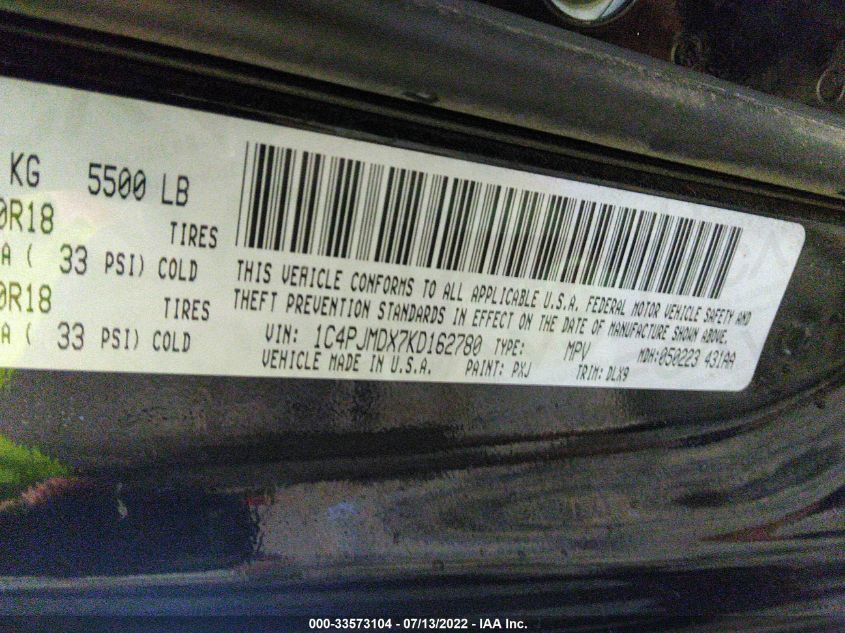 KG 5500 LB
0R18 TIRES
A ( 33 PSI) COLD
0R18 TIRES
A ( 33 PSI) COLD
THIS VEHICLE CONFORMS TO ALL APPLICABLE U.S.A. FEDERAL MOTOR VEHICLE SAFETY AND
THEFT PREVENTION STANDARDS IN EFFECT ON THE DATE OF MANUFACTURE SHOWN ABOVE.
VIN: 1C4PJMDX7KD162780 TYPE: MPV MDH:050223 431AA
VEHICLE MADE IN U.S.A. PAINT: PXJ TRIM: DLX9
000-33573104 - 07/13/2022 - IAA Inc.